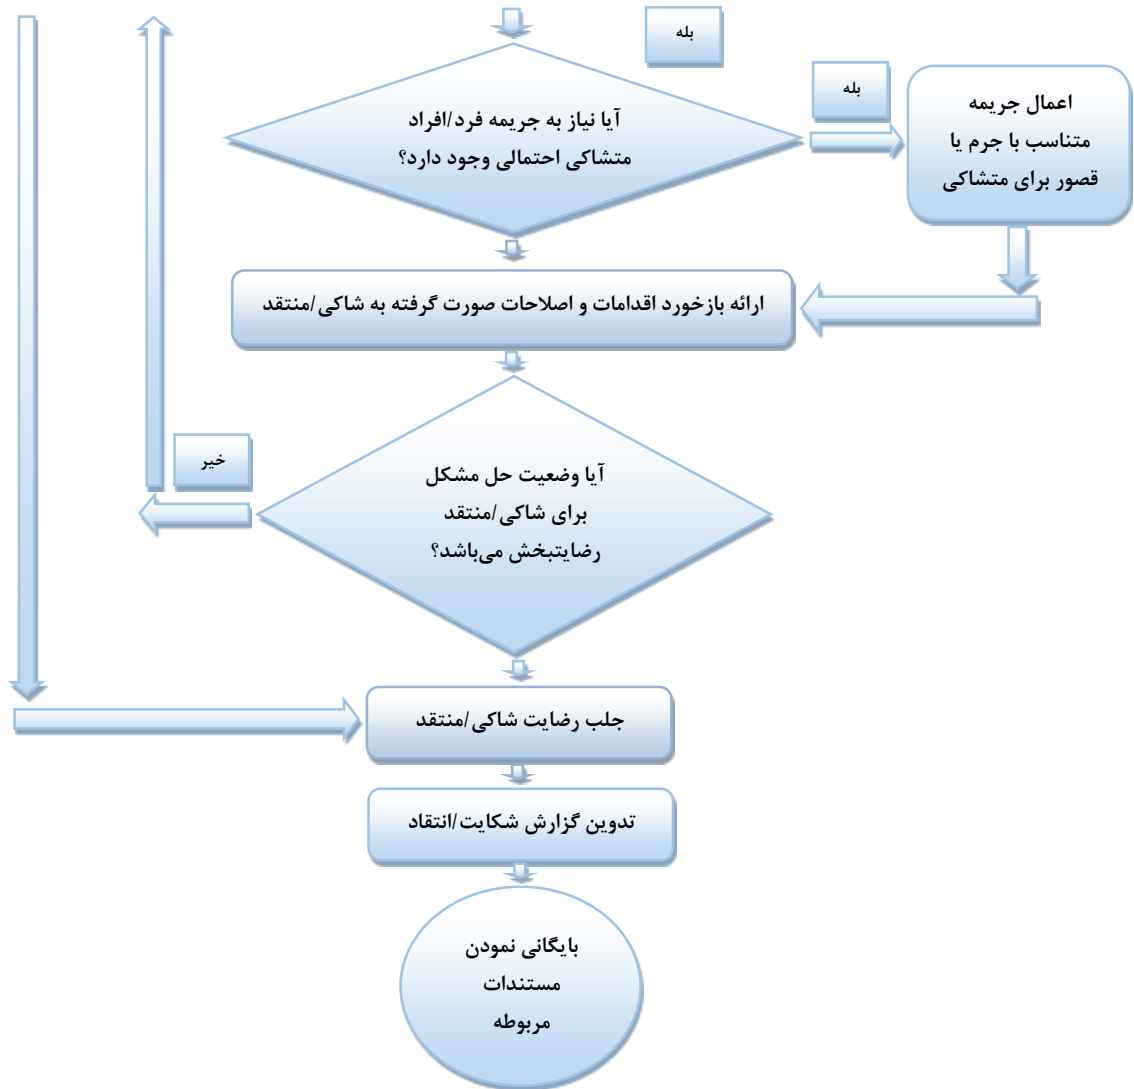 بله
آیا نیاز به جریمه فرد/افراد
متشاکی احتمالی وجود دارد؟
بله
اعمال جریمه
متناسب با جرم یا
قصور برای متشاکی
ارائه بازخورد اقدامات و اصلاحات صورت گرفته به شاکی/منتقد
آیا وضعیت حل مشکل
برای شاکی/منتقد
رضایتبخش می‌باشد؟
خیر
جلب رضایت شاکی/منتقد
تدوین گزارش شکایت/انتقاد
بایگانی نمودن
مستندات
مربوطه